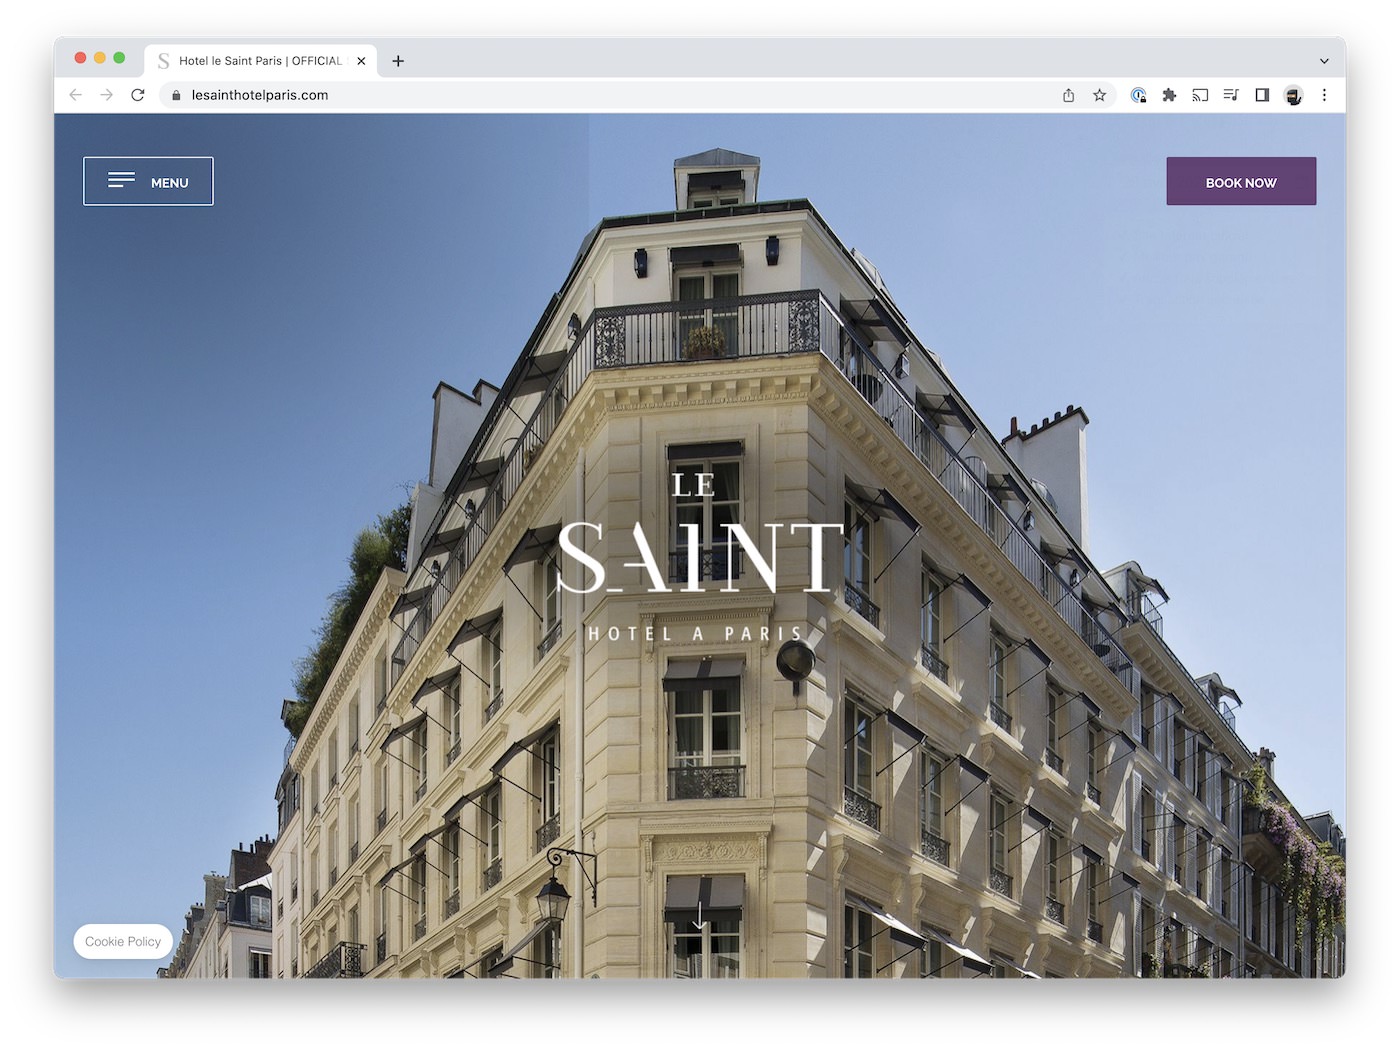 Hotel le Saint Paris | OFFICIAL
lesainthotelparis.com
MENU
BOOK NOW
LE
SAINT
HOTEL A PARIS
Cookie Policy